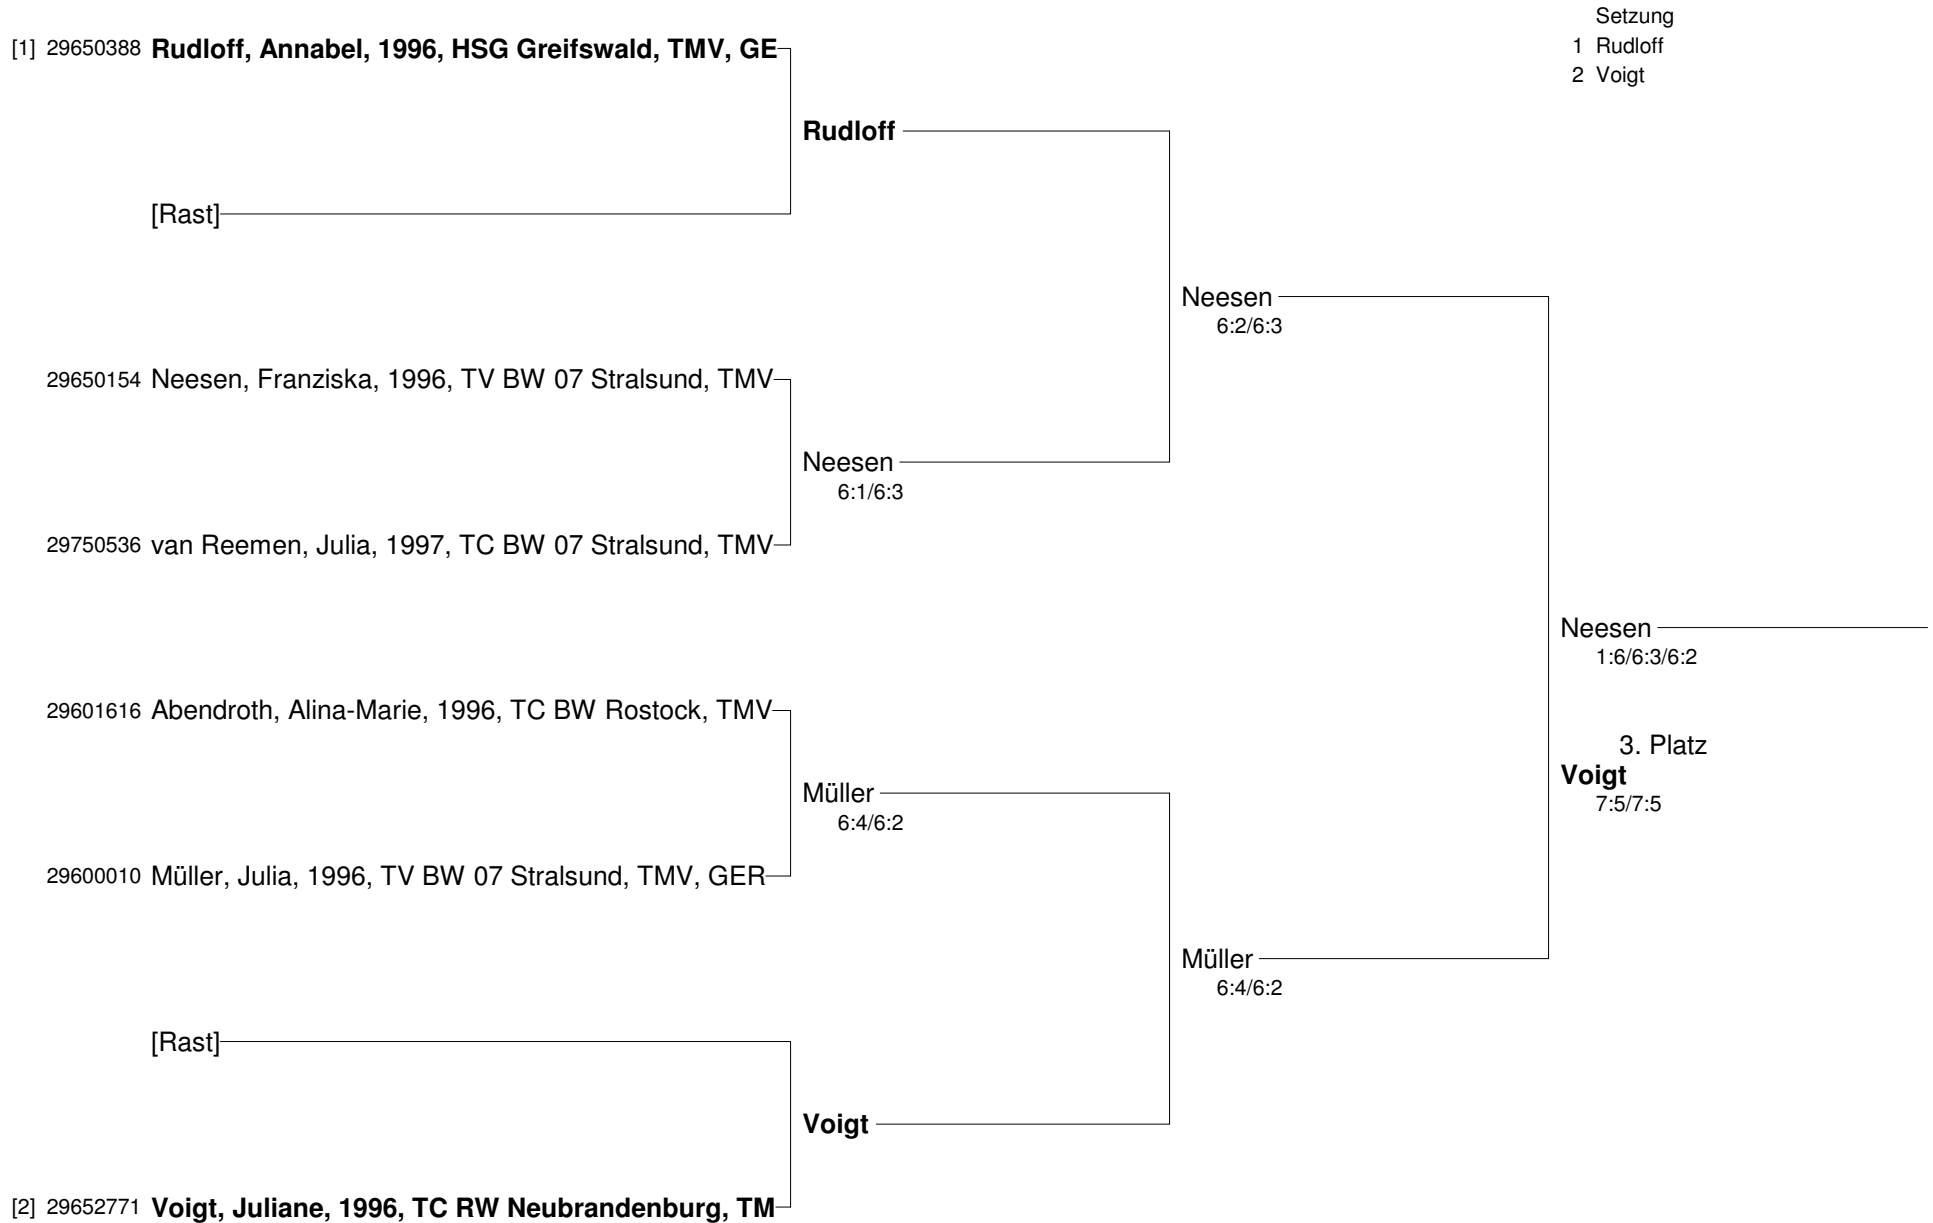 Setzung
1 Rudloff
2 Voigt
[1] 29650388 Rudloff, Annabel, 1996, HSG Greifswald, TMV, GE
Rudloff
[Rast]
Neesen
6:2/6:3
29650154 Neesen, Franziska, 1996, TV BW 07 Stralsund, TMV
Neesen
6:1/6:3
29750536 van Reemen, Julia, 1997, TC BW 07 Stralsund, TMV
Neesen
1:6/6:3/6:2
29601616 Abendroth, Alina-Marie, 1996, TC BW Rostock, TMV
3. Platz
Voigt
7:5/7:5
Müller
6:4/6:2
29600010 Müller, Julia, 1996, TV BW 07 Stralsund, TMV, GER
Müller
6:4/6:2
[Rast]
Voigt
[2] 29652771 Voigt, Juliane, 1996, TC RW Neubrandenburg, TM